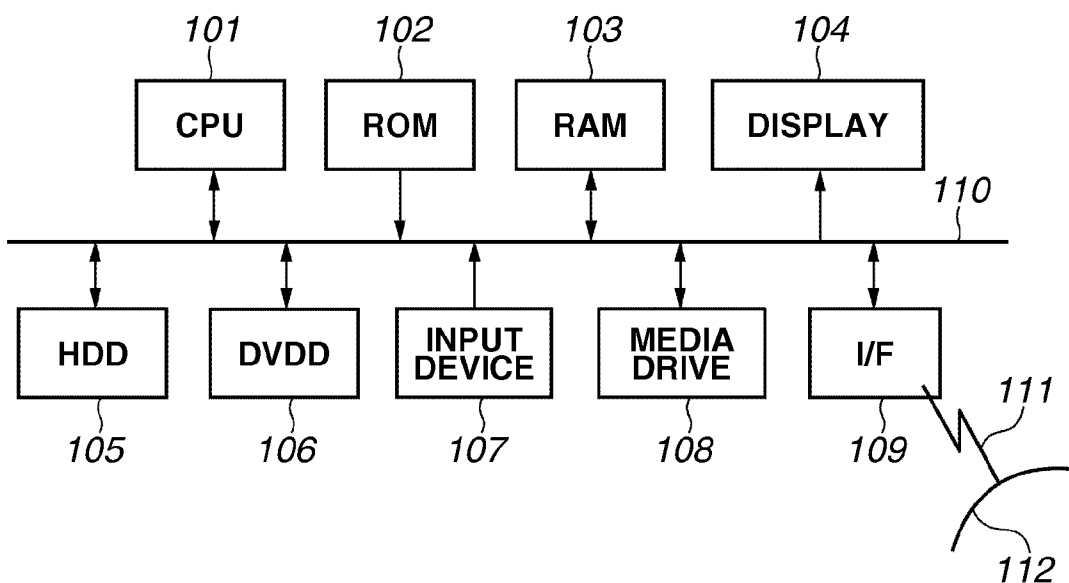 101 102 103 104
CPU ROM RAM DISPLAY
110
HDD DVDD INPUT DEVICE MEDIA DRIVE I/F
105 106 107 108 109
111
112